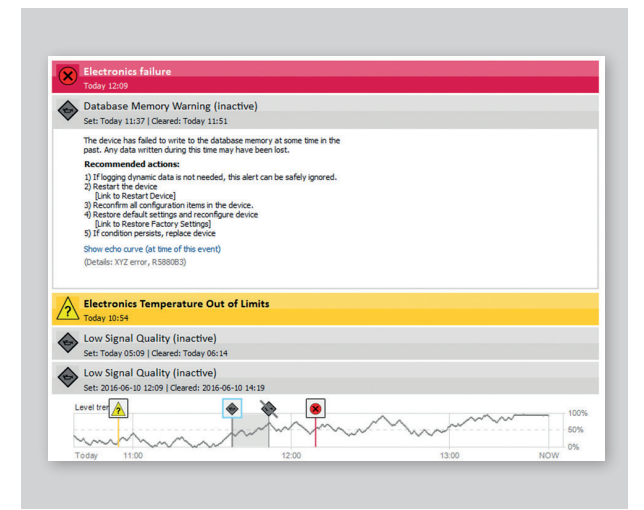 Electronics failure
Today 12:09
Database Memory Warning (inactive)
Set: Today 11:37 | Cleared: Today 11:51
The device has failed to write to the database memory at some time in the
past. Any data written during this time may have been lost.
Recommended actions:
1) If logging dynamic data is not needed, this alert can be safely ignored.
2) Restart the device
[Link to Restart Device]
3) Reconfirm all configuration items in the device.
4) Restore default settings and reconfigure device
[Link to Restore Factory Settings]
5) If condition persists, replace device
Show echo curve (at time of this event)
(Details: XYZ error, R5880B3)
?
Electronics Temperature Out of Limits
Today 10:54
Low Signal Quality (inactive)
Set: Today 05:09 | Cleared: Today 06:14
Low Signal Quality (inactive)
Set: 2016-06-10 12:09 | Cleared: 2016-06-10 14:19
Level tren
?
100%
50%
0%
Today 11:00 12:00 13:00 NOW